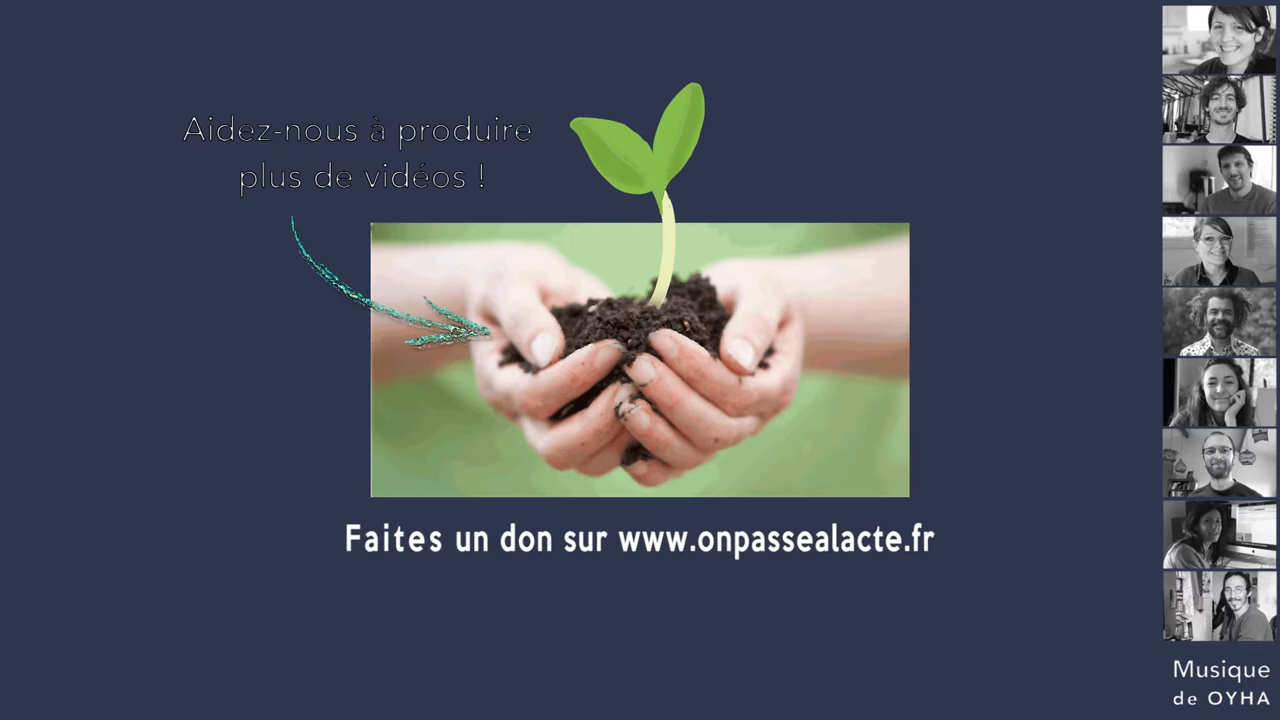 Aidez-nous à produire
plus de vidéos !
Faites un don sur www.onpassealacte.fr
Musique
de OYHA